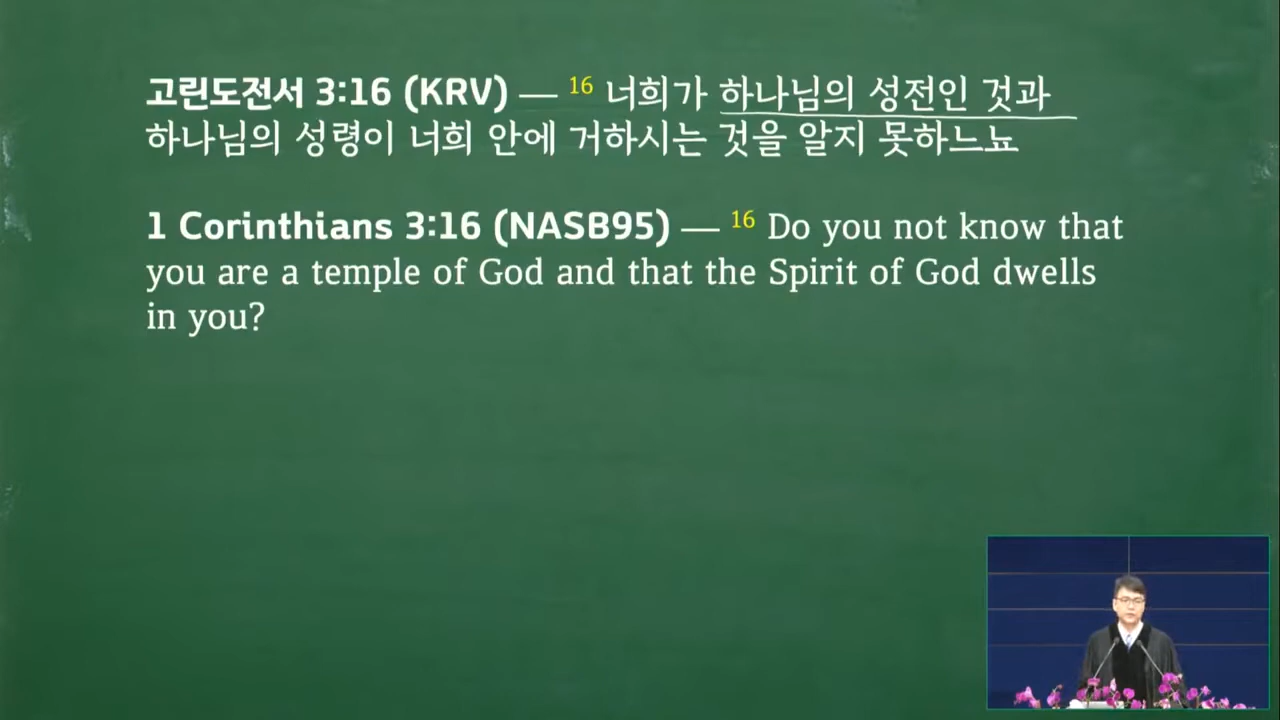 고린도전서 3:16 (KRV) — 16 너희가 하나님의 성전인 것과
하나님의 성령이 너희 안에 거하시는 것을 알지 못하느뇨
1 Corinthians 3:16 (NASB95) — 16 Do you not know that
you are a temple of God and that the Spirit of God dwells
in you?